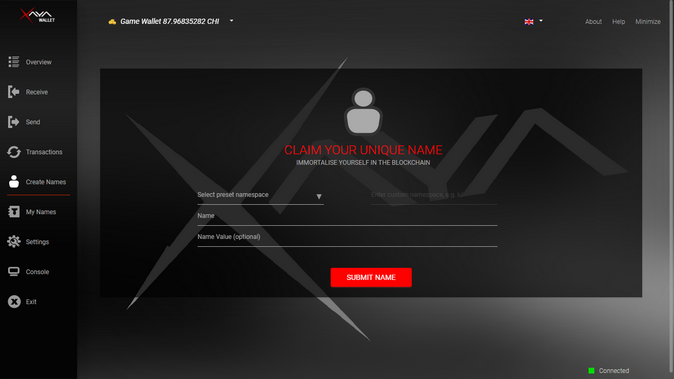 XAYA
WALLET
Game Wallet 87.96835282 CHI
About
Help
Minimize
Overview
Receive
Send
Transactions
Create Names
My Names
Settings
Console
Exit
CLAIM YOUR UNIQUE NAME
IMMORTALISE YOURSELF IN THE BLOCKCHAIN
Select preset namespace
Enter custom namespace, e.g.
Name
Name Value (optional)
SUBMIT NAME
Connected